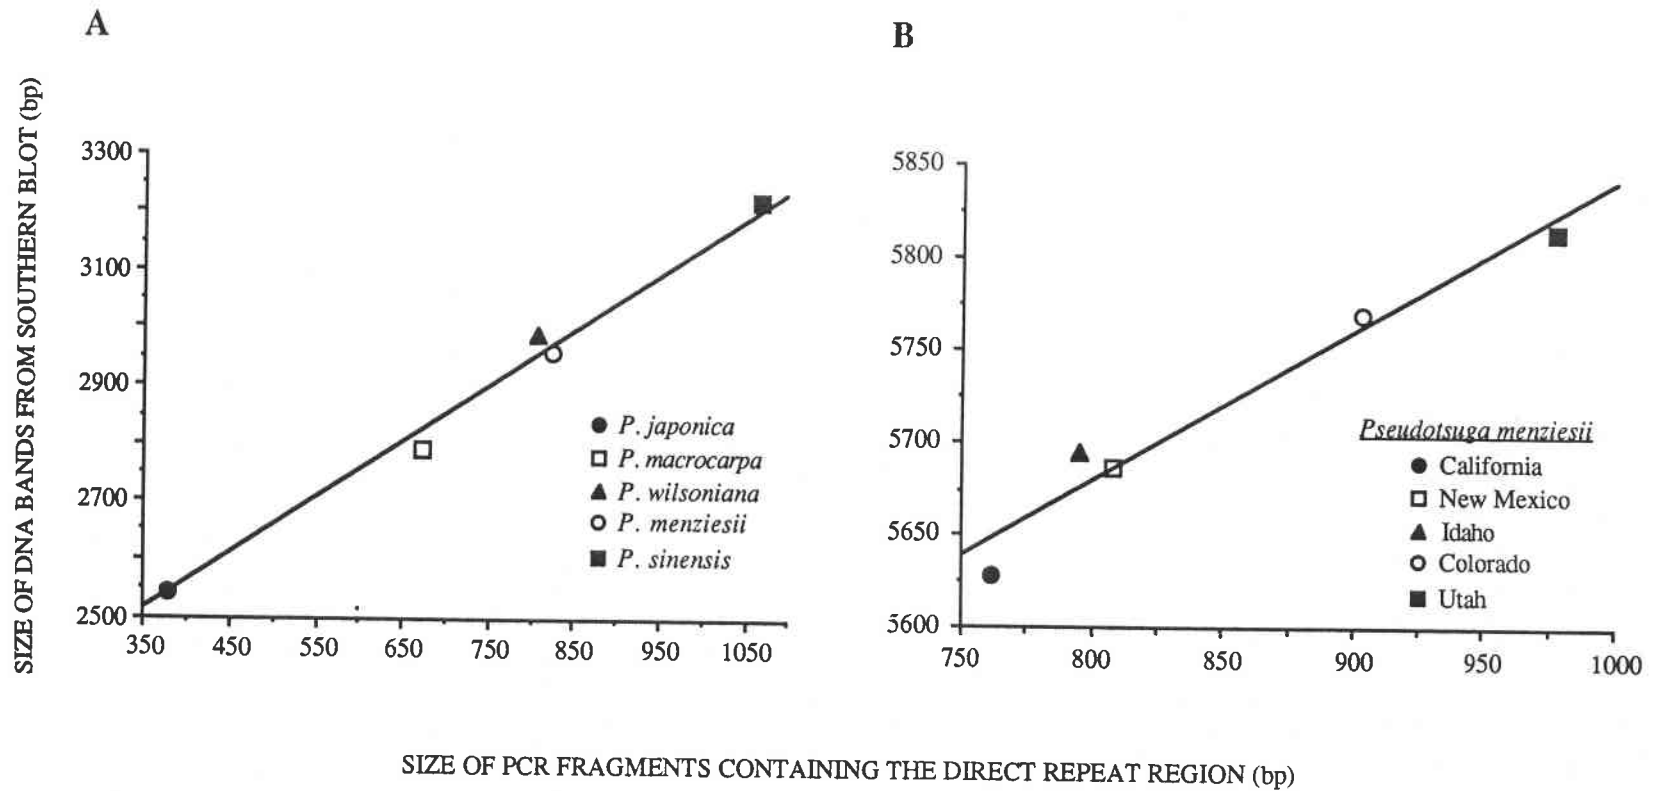 A
SIZE OF DNA BANDS FROM SOUTHERN BLOT (bp)
3300
3100
2900
2700
2500
350 450 550 650 750 850 950 1050
P. japonica
P. macrocarpa
P. wilsoniana
P. menziesii
P. sinensis
B
5850
5800
5750
5700
5650
5600
750 800 850 900 950 1000
Pseudotsuga menziesii
California
New Mexico
Idaho
Colorado
Utah
SIZE OF PCR FRAGMENTS CONTAINING THE DIRECT REPEAT REGION (bp)